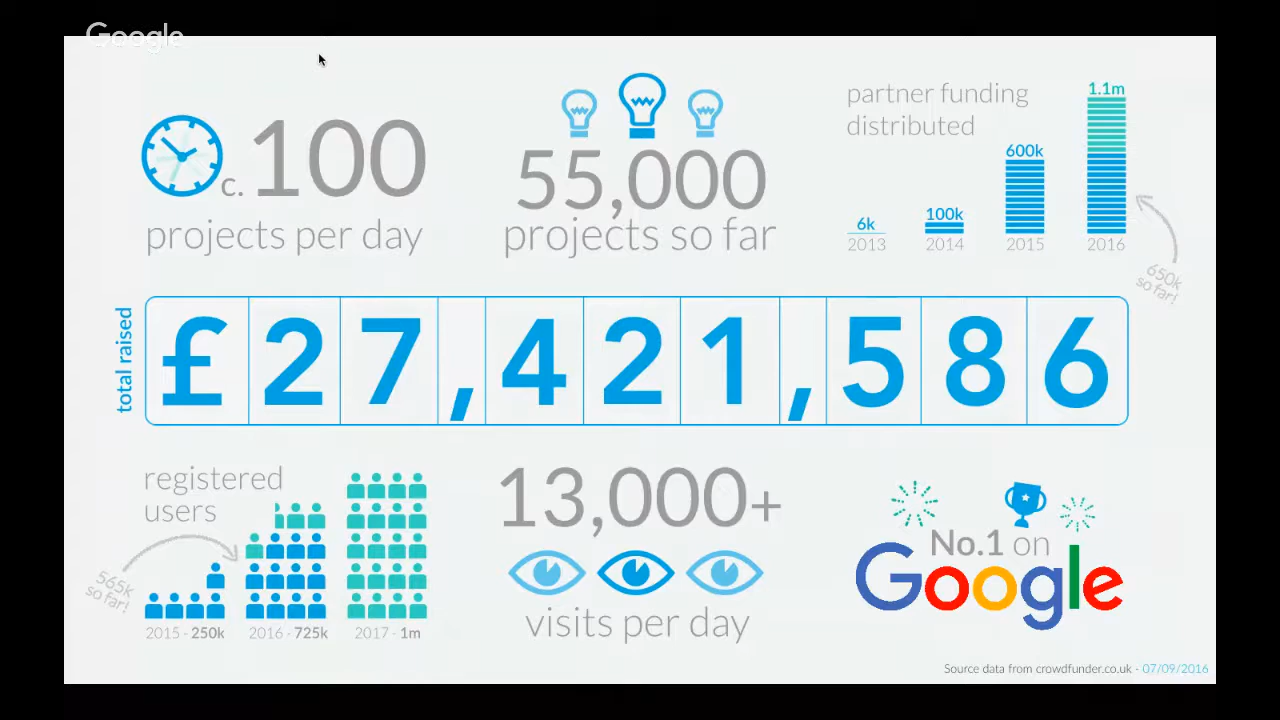 Google
c. 100
projects per day
55,000
projects so far
partner funding
distributed
1.1m
600k
100k
6k
2013
2014
2015
2016
650k
so far!
total raised
£27,421,586
registered
users
565k
so far!
2015 - 250k
2016 - 725k
2017 - 1m
13,000+
visits per day
No.1 on
Google
Source data from crowdfunder.co.uk - 07/09/2016